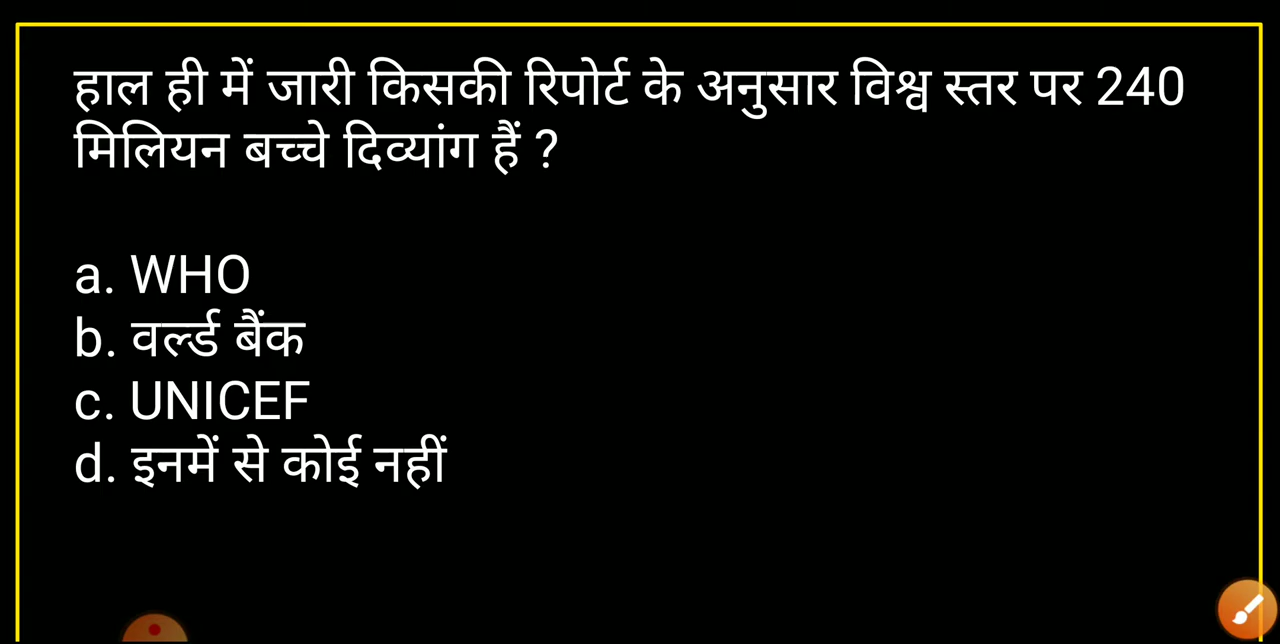 हाल ही में जारी किसकी रिपोर्ट के अनुसार विश्व स्तर पर 240
मिलियन बच्चे दिव्यांग हैं ?
a. WHO
b. वर्ल्ड बैंक
c. UNICEF
d. इनमें से कोई नहीं